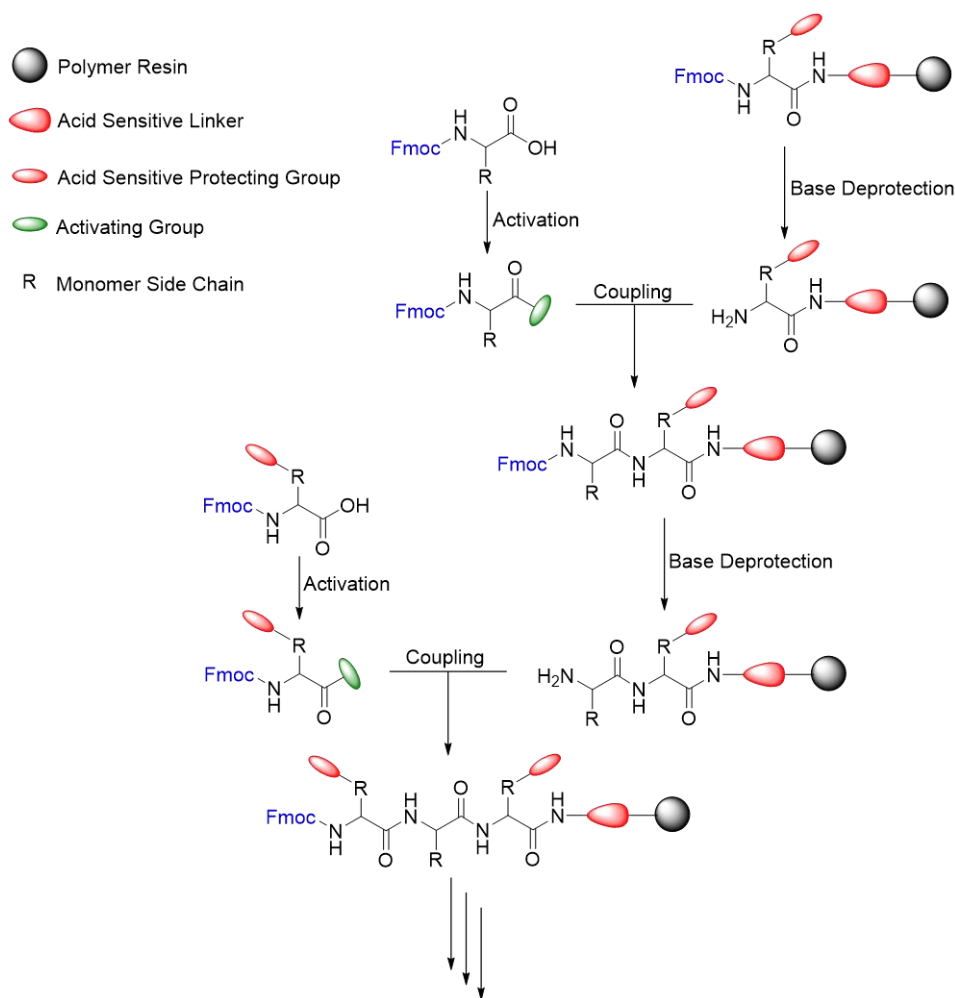 Polymer Resin
Acid Sensitive Linker
Acid Sensitive Protecting Group
Activating Group
R Monomer Side Chain
R
Fmoc
N
H
O
H
N
Fmoc
H
N
O
OH
R
Activation
Base Deprotection
Fmoc
H
N
O
R
Coupling
R
H2N
O
H
N
Fmoc
H
N
R
O
N
H
R
O
H
N
R
Fmoc
N
H
OH
O
Activation
Base Deprotection
R
Fmoc
N
H
O
Coupling
H2N
R
O
N
H
R
O
H
N
R
Fmoc
N
H
O
H
N
R
O
N
H
R
O
H
N